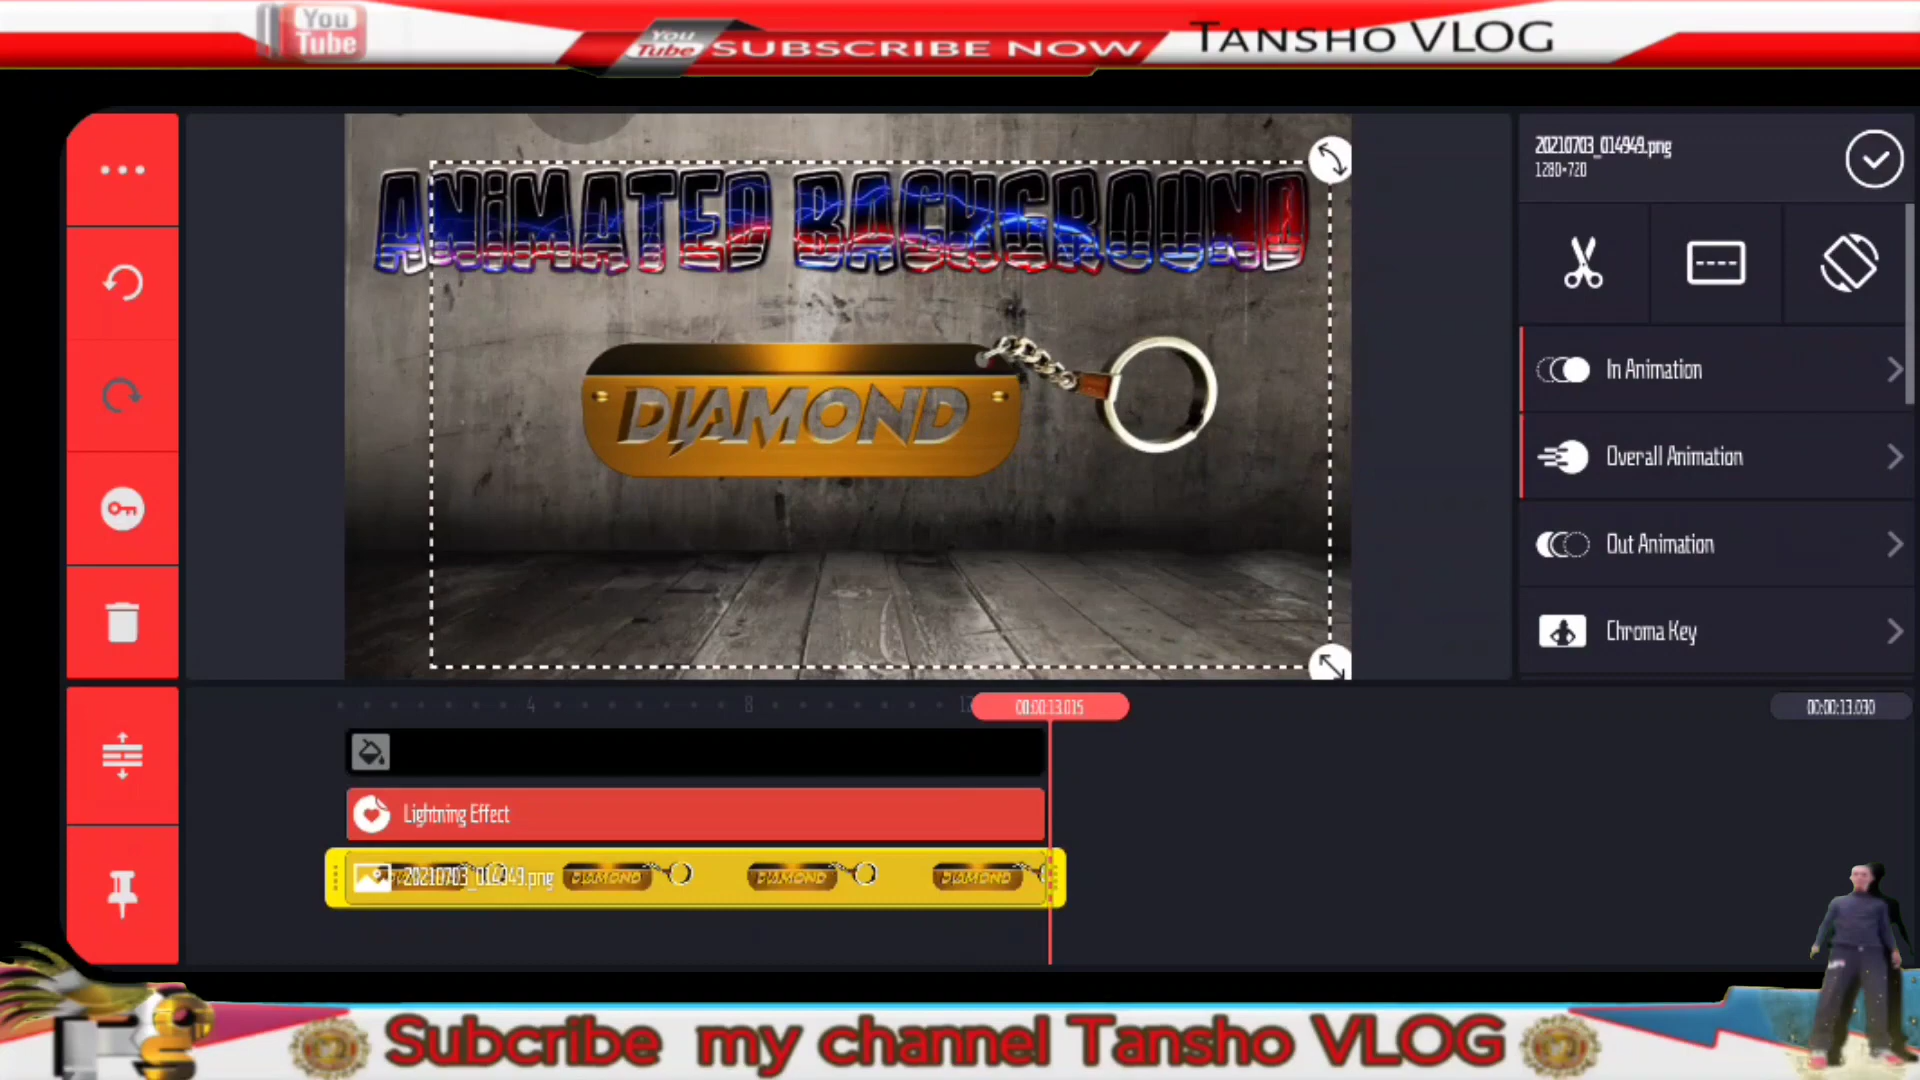 You
Tube
You
Tube SUBSCRIBE NOW
TANSHO VLOG
ANiMATED BACKGROUND
DIAMOND
20210703_014949.png
1280×720
In Animation
Overall Animation
Out Animation
Chroma Key
4
8
00:00:13.015
00:00:13.030
Lightning Effect
20210703_014949.png
DIAMOND
DIAMOND
DIAMOND
Subcribe my channel Tansho VLOG